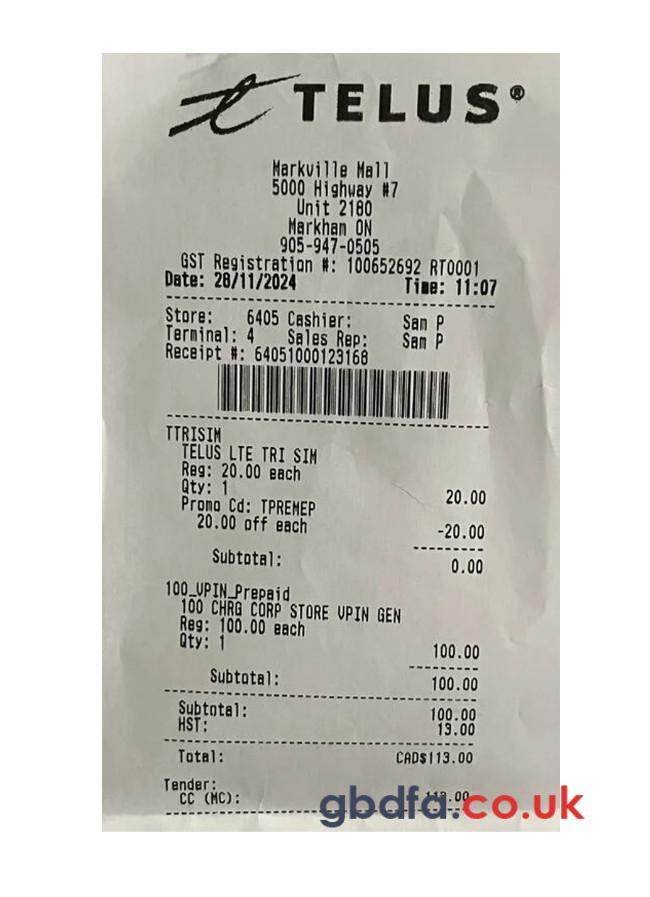 TELUS®
Markville Mall
5000 Highway #7
Unit 2180
Markham ON
905-947-0505
GST Registration #: 100652692 RT0001
Date: 28/11/2024 Time: 11:07
Store: 6405 Cashier: Sam P
Terminal: 4 Sales Rep: Sam P
Receipt #: 64051000123168
TTRISIM
TELUS LTE TRI SIM
Reg: 20.00 each
Qty: 1 20.00
Promo Cd: TPREMEP
20.00 off each -20.00
Subtotal: 0.00
100_VPIN_Prepaid
100 CHRG CORP STORE VPIN GEN
Reg: 100.00 each
Qty: 1 100.00
Subtotal: 100.00
Subtotal: 100.00
HST: 13.00
Total: CAD$113.00
Tender:
CC (MC): 113.00
gbdfa.co.uk